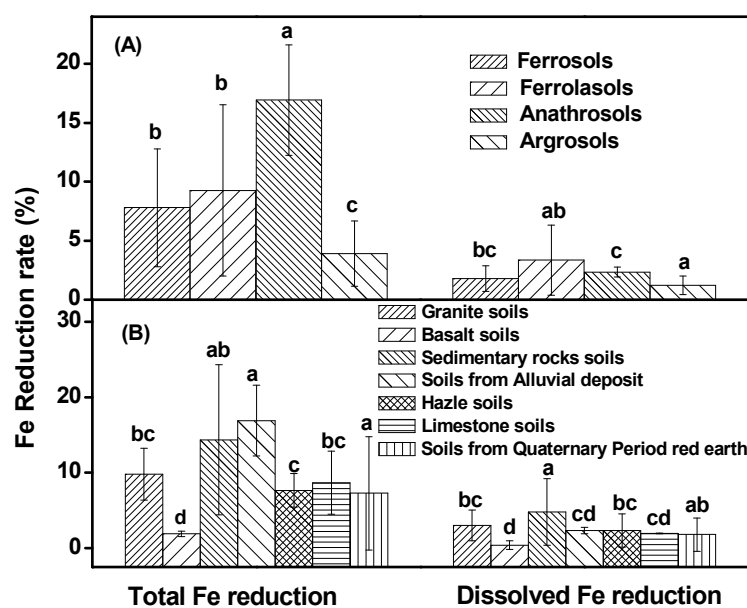 (A)
Ferrosols
Ferrolasols
Anathrosols
Argrosols
20
15
10
5
0
b
b
a
c
bc
ab
c
a
Fe Reduction rate (%)
(B)
Granite soils
Basalt soils
Sedimentary rocks soils
Soils from Alluvial deposit
Hazle soils
Limestone soils
Soils from Quaternary Period red earth
30
20
10
0
bc
d
ab
a
c
bc
a
bc
d
a
cd
bc
cd
ab
Total Fe reduction
Dissolved Fe reduction